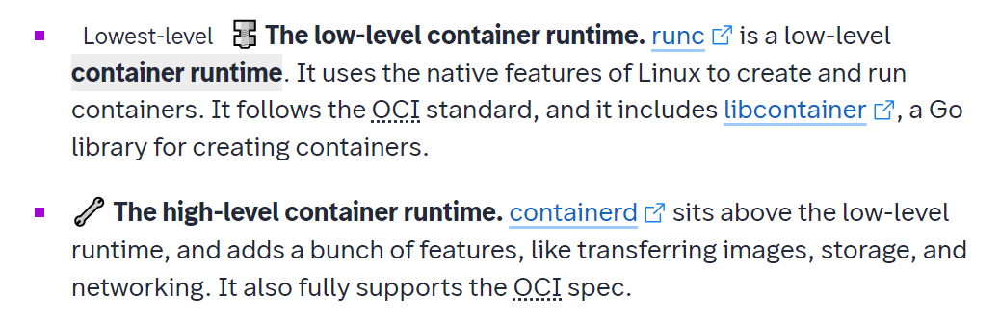 Lowest-level The low-level container runtime. runc is a low-level
container runtime. It uses the native features of Linux to create and run
containers. It follows the OCI standard, and it includes libcontainer, a Go
library for creating containers.
The high-level container runtime. containerd sits above the low-level
runtime, and adds a bunch of features, like transferring images, storage, and
networking. It also fully supports the OCI spec.